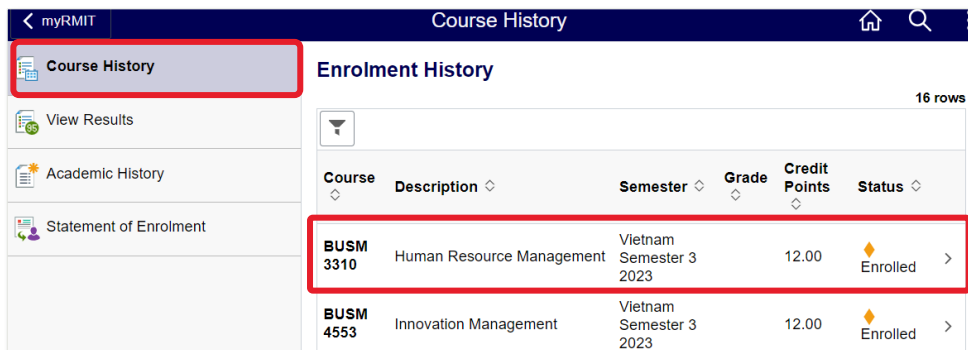 myRMIT
Course History
Course History
View Results
95
Academic History
Statement of Enrolment
Enrolment History
16 rows
Course Description Semester Grade Credit Points Status
BUSM 3310 Human Resource Management Vietnam Semester 3 2023 12.00 Enrolled
BUSM 4553 Innovation Management Vietnam Semester 3 2023 12.00 Enrolled